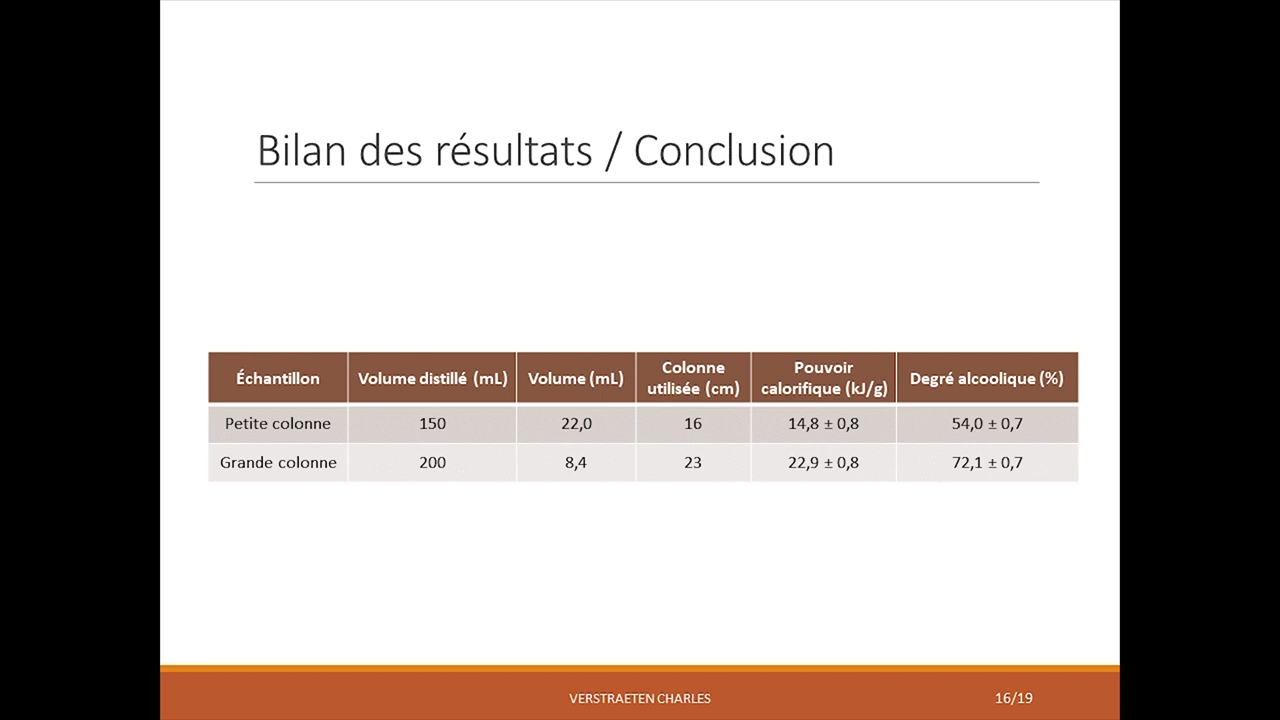 Bilan des résultats / Conclusion
Échantillon Volume distillé (mL) Volume (mL) Colonne utilisée (cm) Pouvoir calorifique (kJ/g) Degré alcoolique (%)
Petite colonne 150 22,0 16 14,8 ± 0,8 54,0 ± 0,7
Grande colonne 200 8,4 23 22,9 ± 0,8 72,1 ± 0,7
VERSTRAETEN CHARLES 16/19